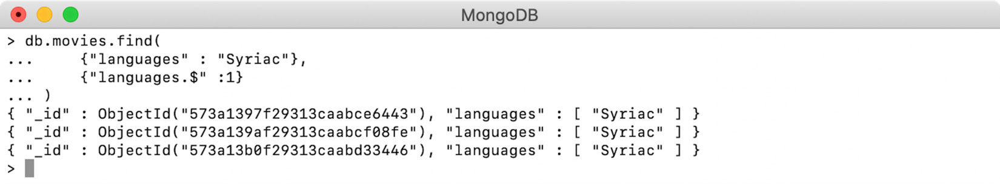 MongoDB
> db.movies.find(
...     {"languages" : "Syriac"},
...     {"languages.$" :1}
... )
{ "_id" : ObjectId("573a1397f29313caabce6443"), "languages" : [ "Syriac" ] }
{ "_id" : ObjectId("573a139af29313caabcf08fe"), "languages" : [ "Syriac" ] }
{ "_id" : ObjectId("573a13b0f29313caabd33446"), "languages" : [ "Syriac" ] }
>